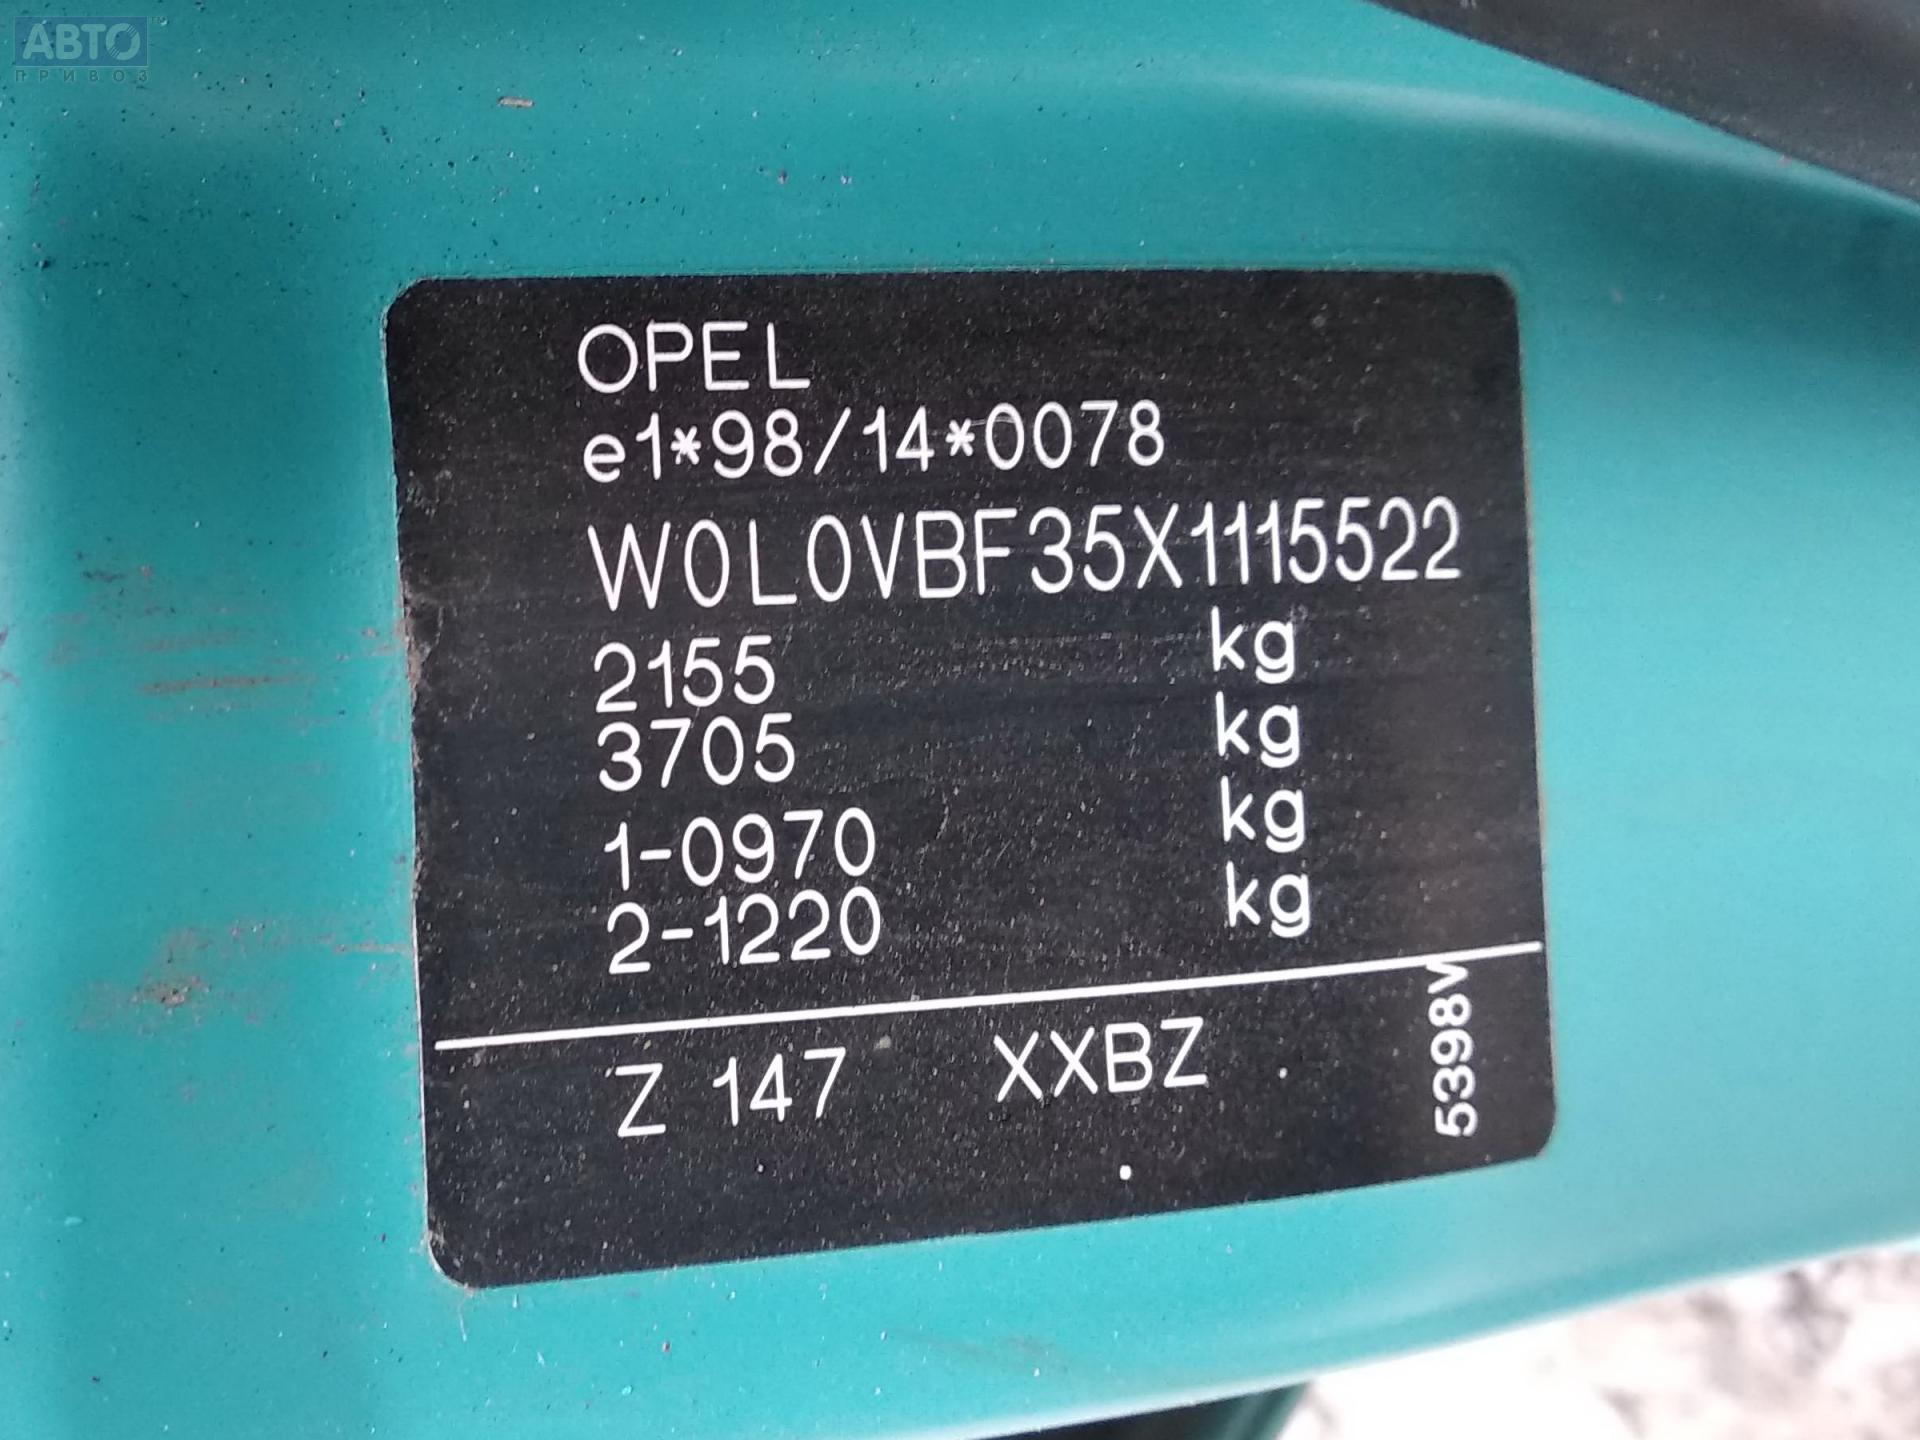 АВТО
ПРИВОЗ
OPEL
e1*98/14*0078
W0L0VBF35X1115522
2155 kg
3705 kg
1-0970 kg
2-1220 kg
Z 147 XXBZ
5398V